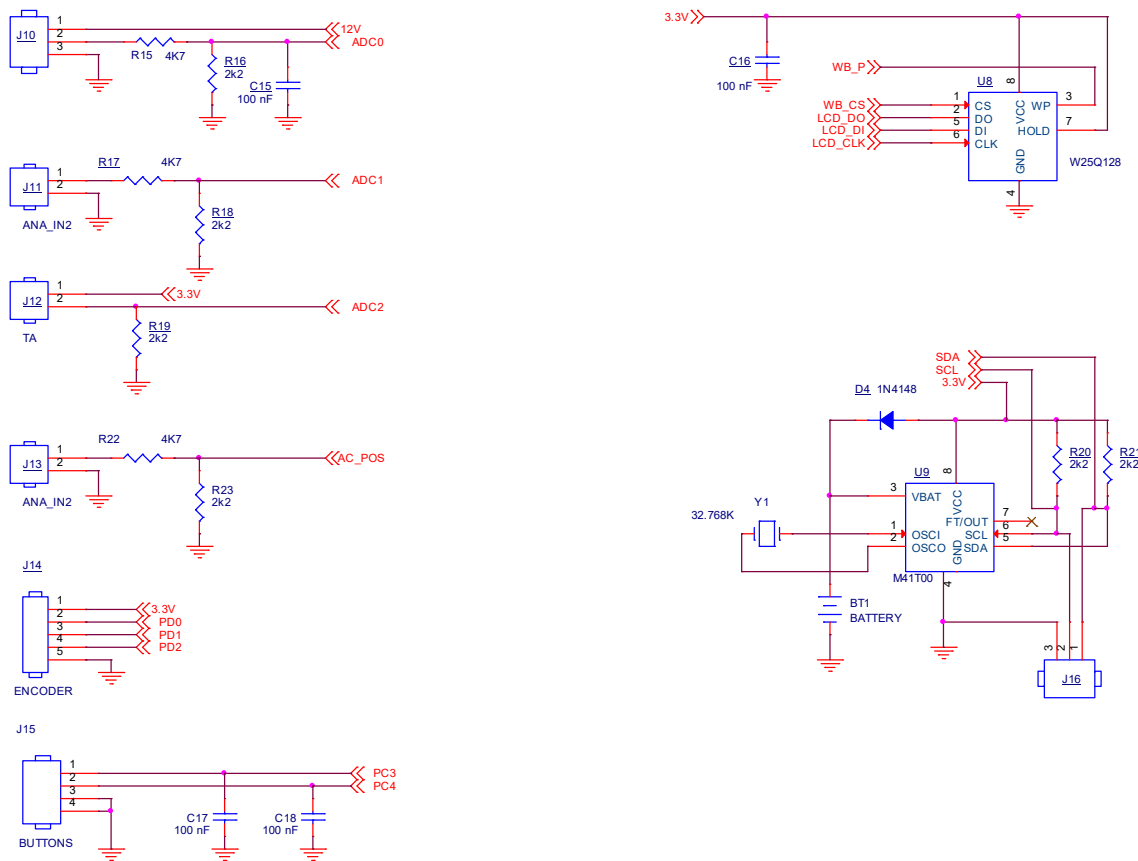 J10
1
2
3
R15
4K7
R16
2k2
C15
100 nF
12V
ADC0
J11
1
2
ANA_IN2
R17
4K7
R18
2k2
ADC1
J12
1
2
TA
3.3V
R19
2k2
ADC2
J13
1
2
ANA_IN2
R22
4K7
R23
2k2
AC_POS
J14
1
2
3
4
5
3.3V
PD0
PD1
PD2
ENCODER
J15
1
2
3
4
BUTTONS
C17
100 nF
C18
100 nF
PC3
PC4
3.3V
C16
100 nF
WB_P
U8
WB_CS
LCD_DO
LCD_DI
LCD_CLK
1
2
5
6
CS
DO
DI
CLK
8
VCC
WP
HOLD
3
7
GND
4
W25Q128
SDA
SCL
3.3V
D4 1N4148
R20
2k2
R21
2k2
U9
8
3
VBAT
VCC
7
FT/OUT
Y1
32.768K
1
2
OSCI
OSCO
6
5
SCL
SDA
GND
4
M41T00
BT1
BATTERY
3
2
1
J16